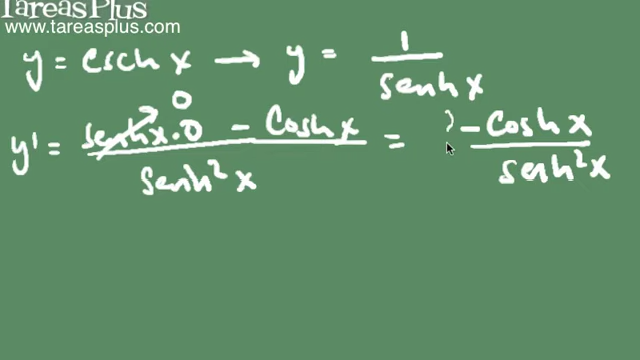 TareasPlus
www.tareasplus.com
y = csch x → y = 1 / senh x
y' = senh x · 0 0 - cosh x / senh² x = - cosh x / senh² x